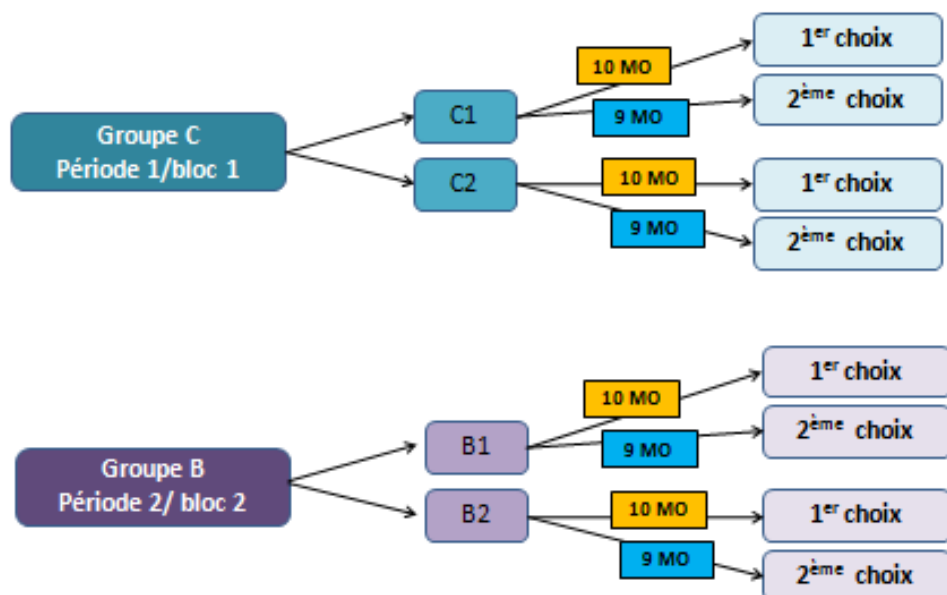 1er choix
10 MO
C1
9 MO
2ème choix
Groupe C
Période 1/bloc 1
C2
10 MO
1er choix
9 MO
2ème choix
1er choix
10 MO
B1
9 MO
2ème choix
Groupe B
Période 2/ bloc 2
B2
10 MO
1er choix
9 MO
2ème choix